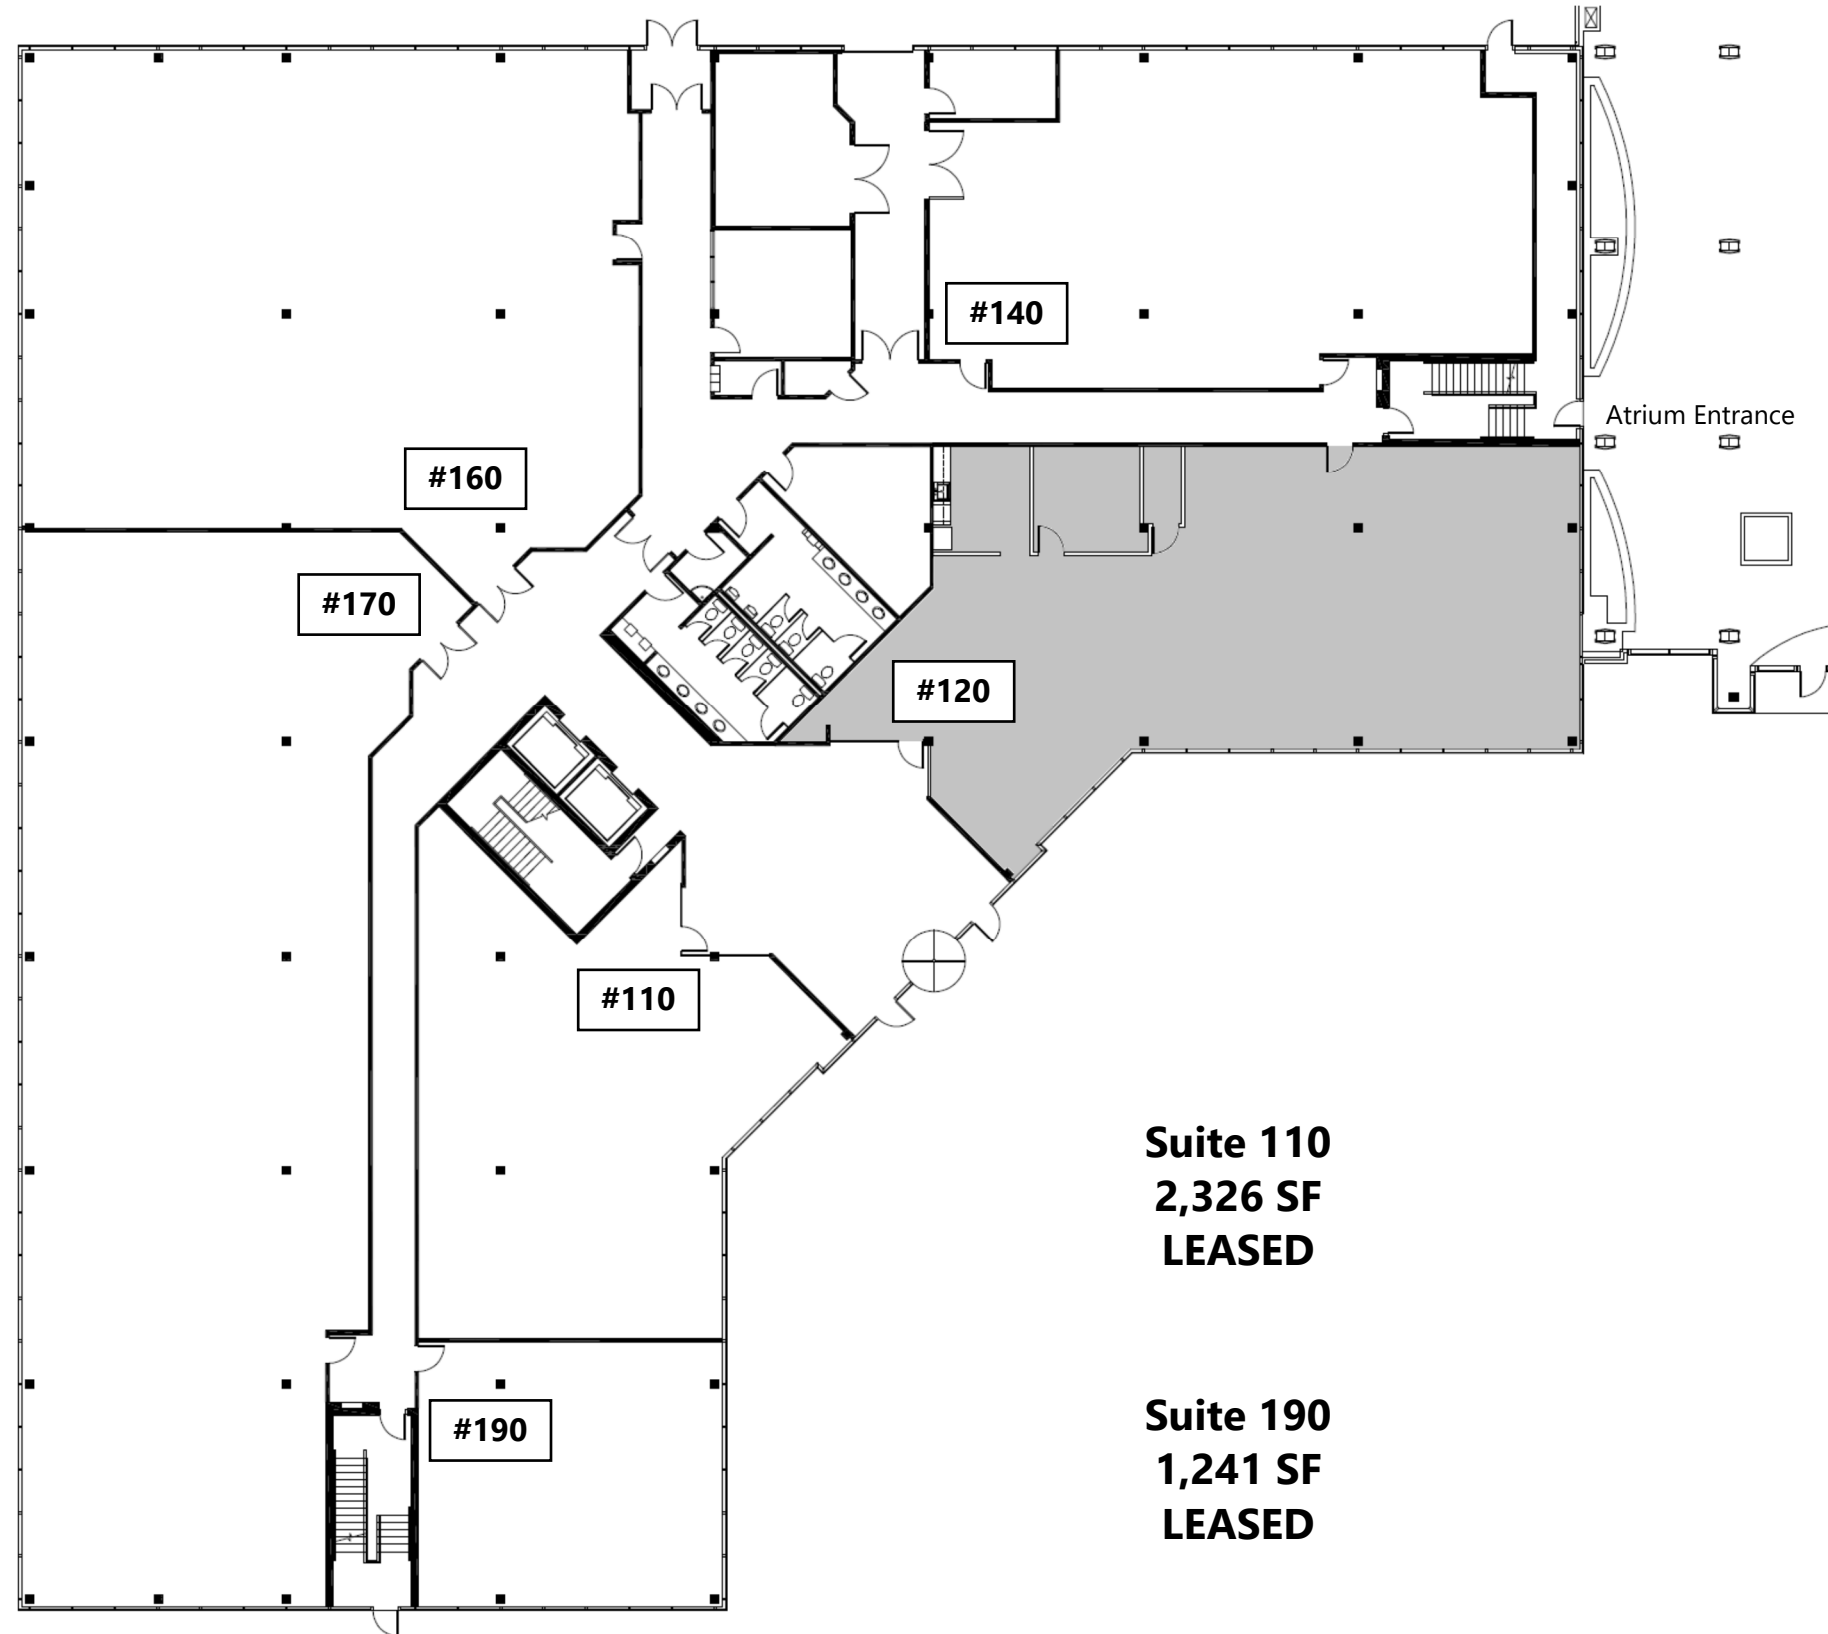 #140
Atrium Entrance
#160
#170
#120
#110
Suite 110
2,326 SF
LEASED
#190
Suite 190
1,241 SF
LEASED